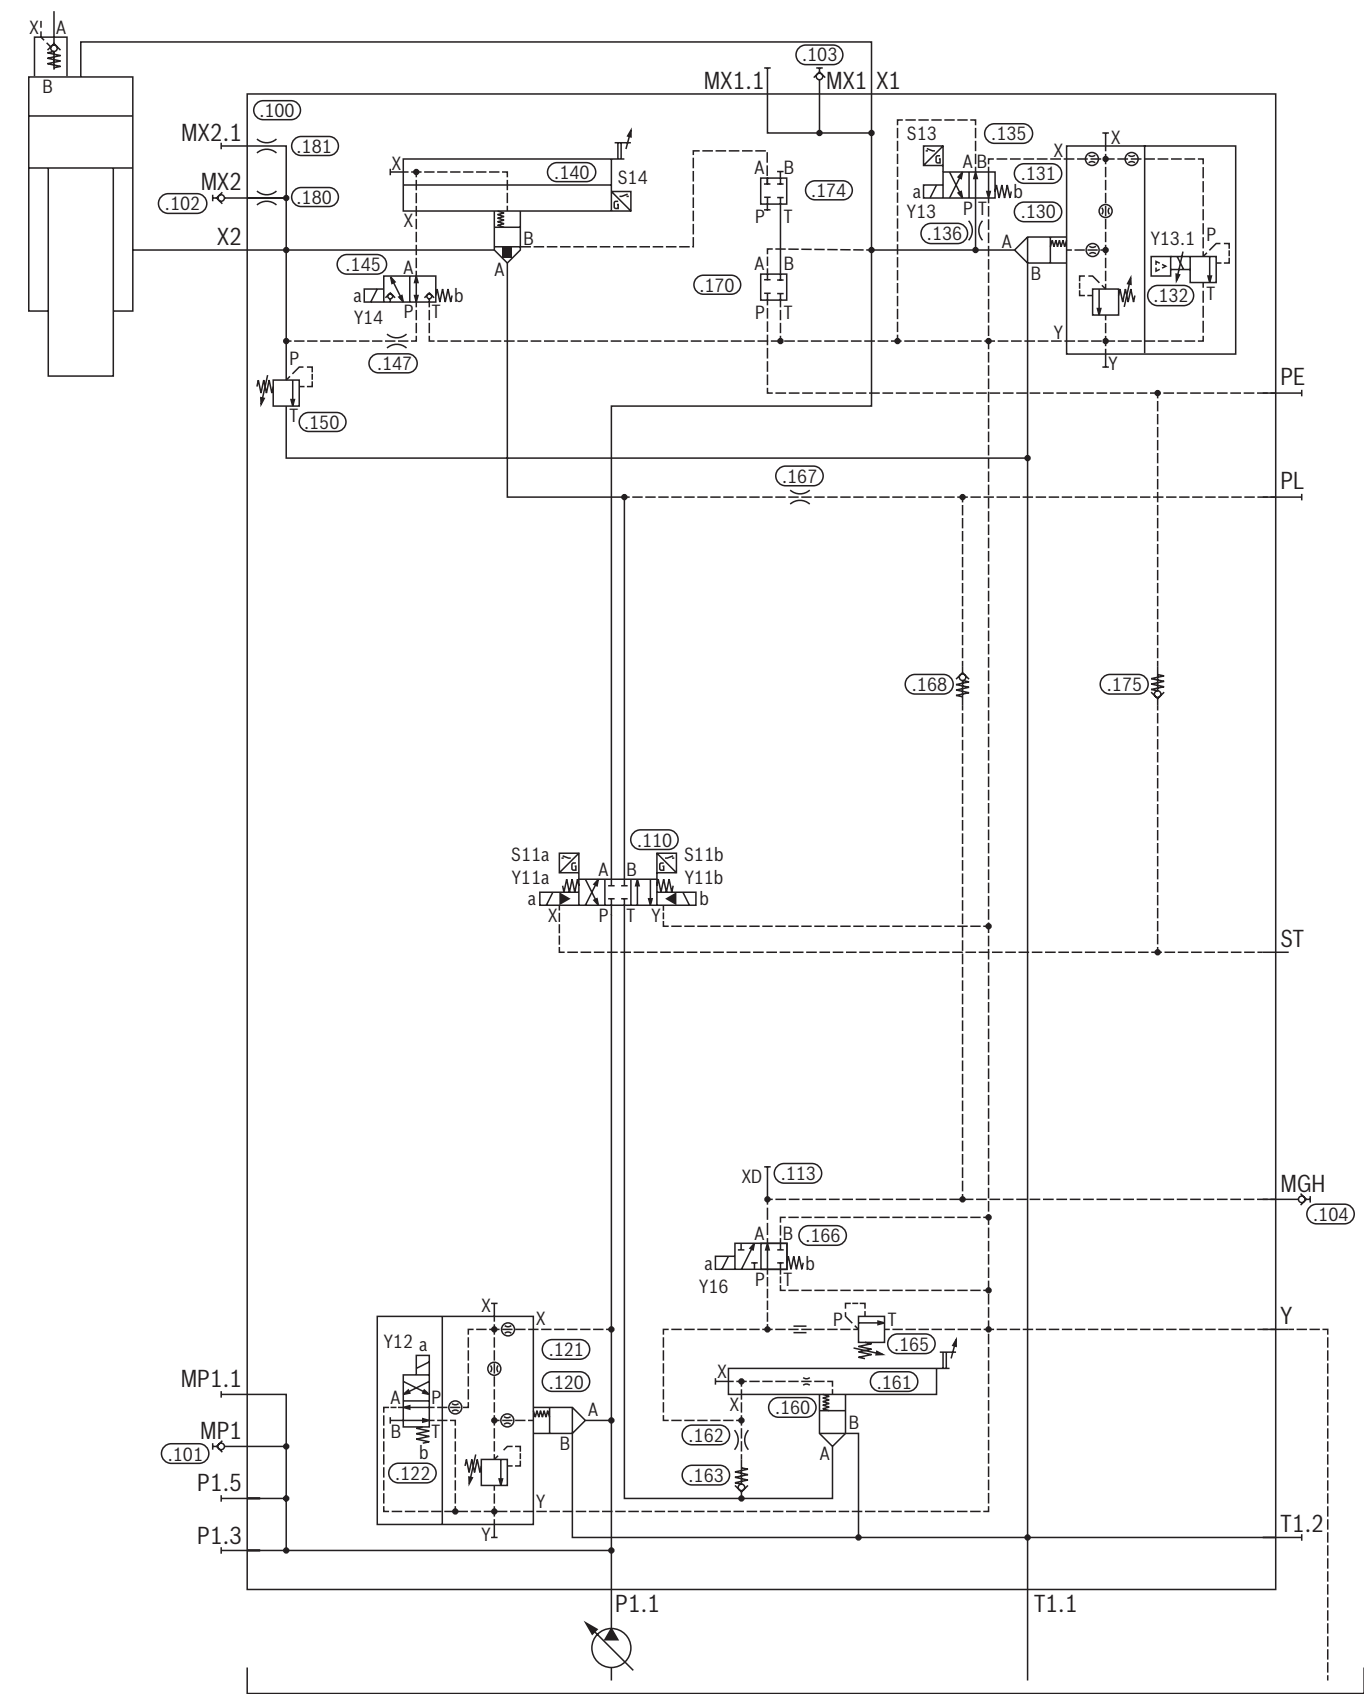 X A
B
.103
MX1.1 MX1 X1
.100
MX2.1 .181
MX2
.102 .180
X2
X .140 S14
G
X
B
A
.145 A
a b
Y14 P T
.147
P
T .150
A B
.174
P T
A B
.170
P T
S13 .135
G A B
a b
Y13 P T
.136
.131
.130
X X
A
B
Y13.1 P
.132 T
Y
Y
PE
.167
PL
.168 .175
.110
S11a A B S11b
G G
Y11a Y11b
a b
X P T Y
ST
XD .113
MGH
.104
A B .166
a b
Y16 P T
P T Y
.165
X .161
X .160 B
.162 A
.163
X X
Y12 a .121
.120
A P A
B T B
b
.122
Y
Y
MP1.1
MP1
.101
P1.5
P1.3
T1.2
P1.1 T1.1